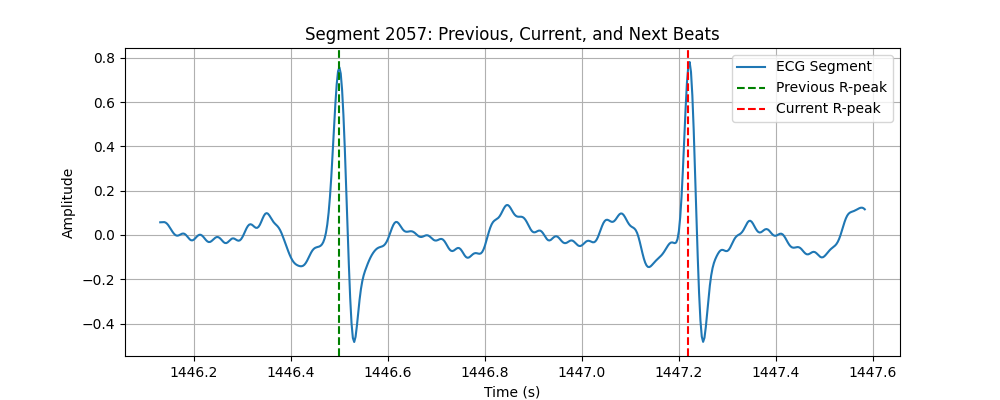 Segment 2057: Previous, Current, and Next Beats
ECG Segment
Previous R-peak
Current R-peak
Amplitude
0.8
0.6
0.4
0.2
0.0
−0.2
−0.4
1446.2 1446.4 1446.6 1446.8 1447.0 1447.2 1447.4 1447.6
Time (s)